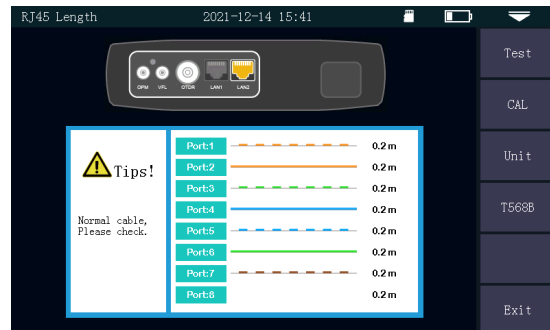 RJ45 Length 2021-12-14 15:41
Test
CAL
Unit
T568B
Exit
OPM VFL OTDR LAN1 LAN2
Tips!
Normal cable,
Please check.
Port:1 0.2 m
Port:2 0.2 m
Port:3 0.2 m
Port:4 0.2 m
Port:5 0.2 m
Port:6 0.2 m
Port:7 0.2 m
Port:8 0.2 m